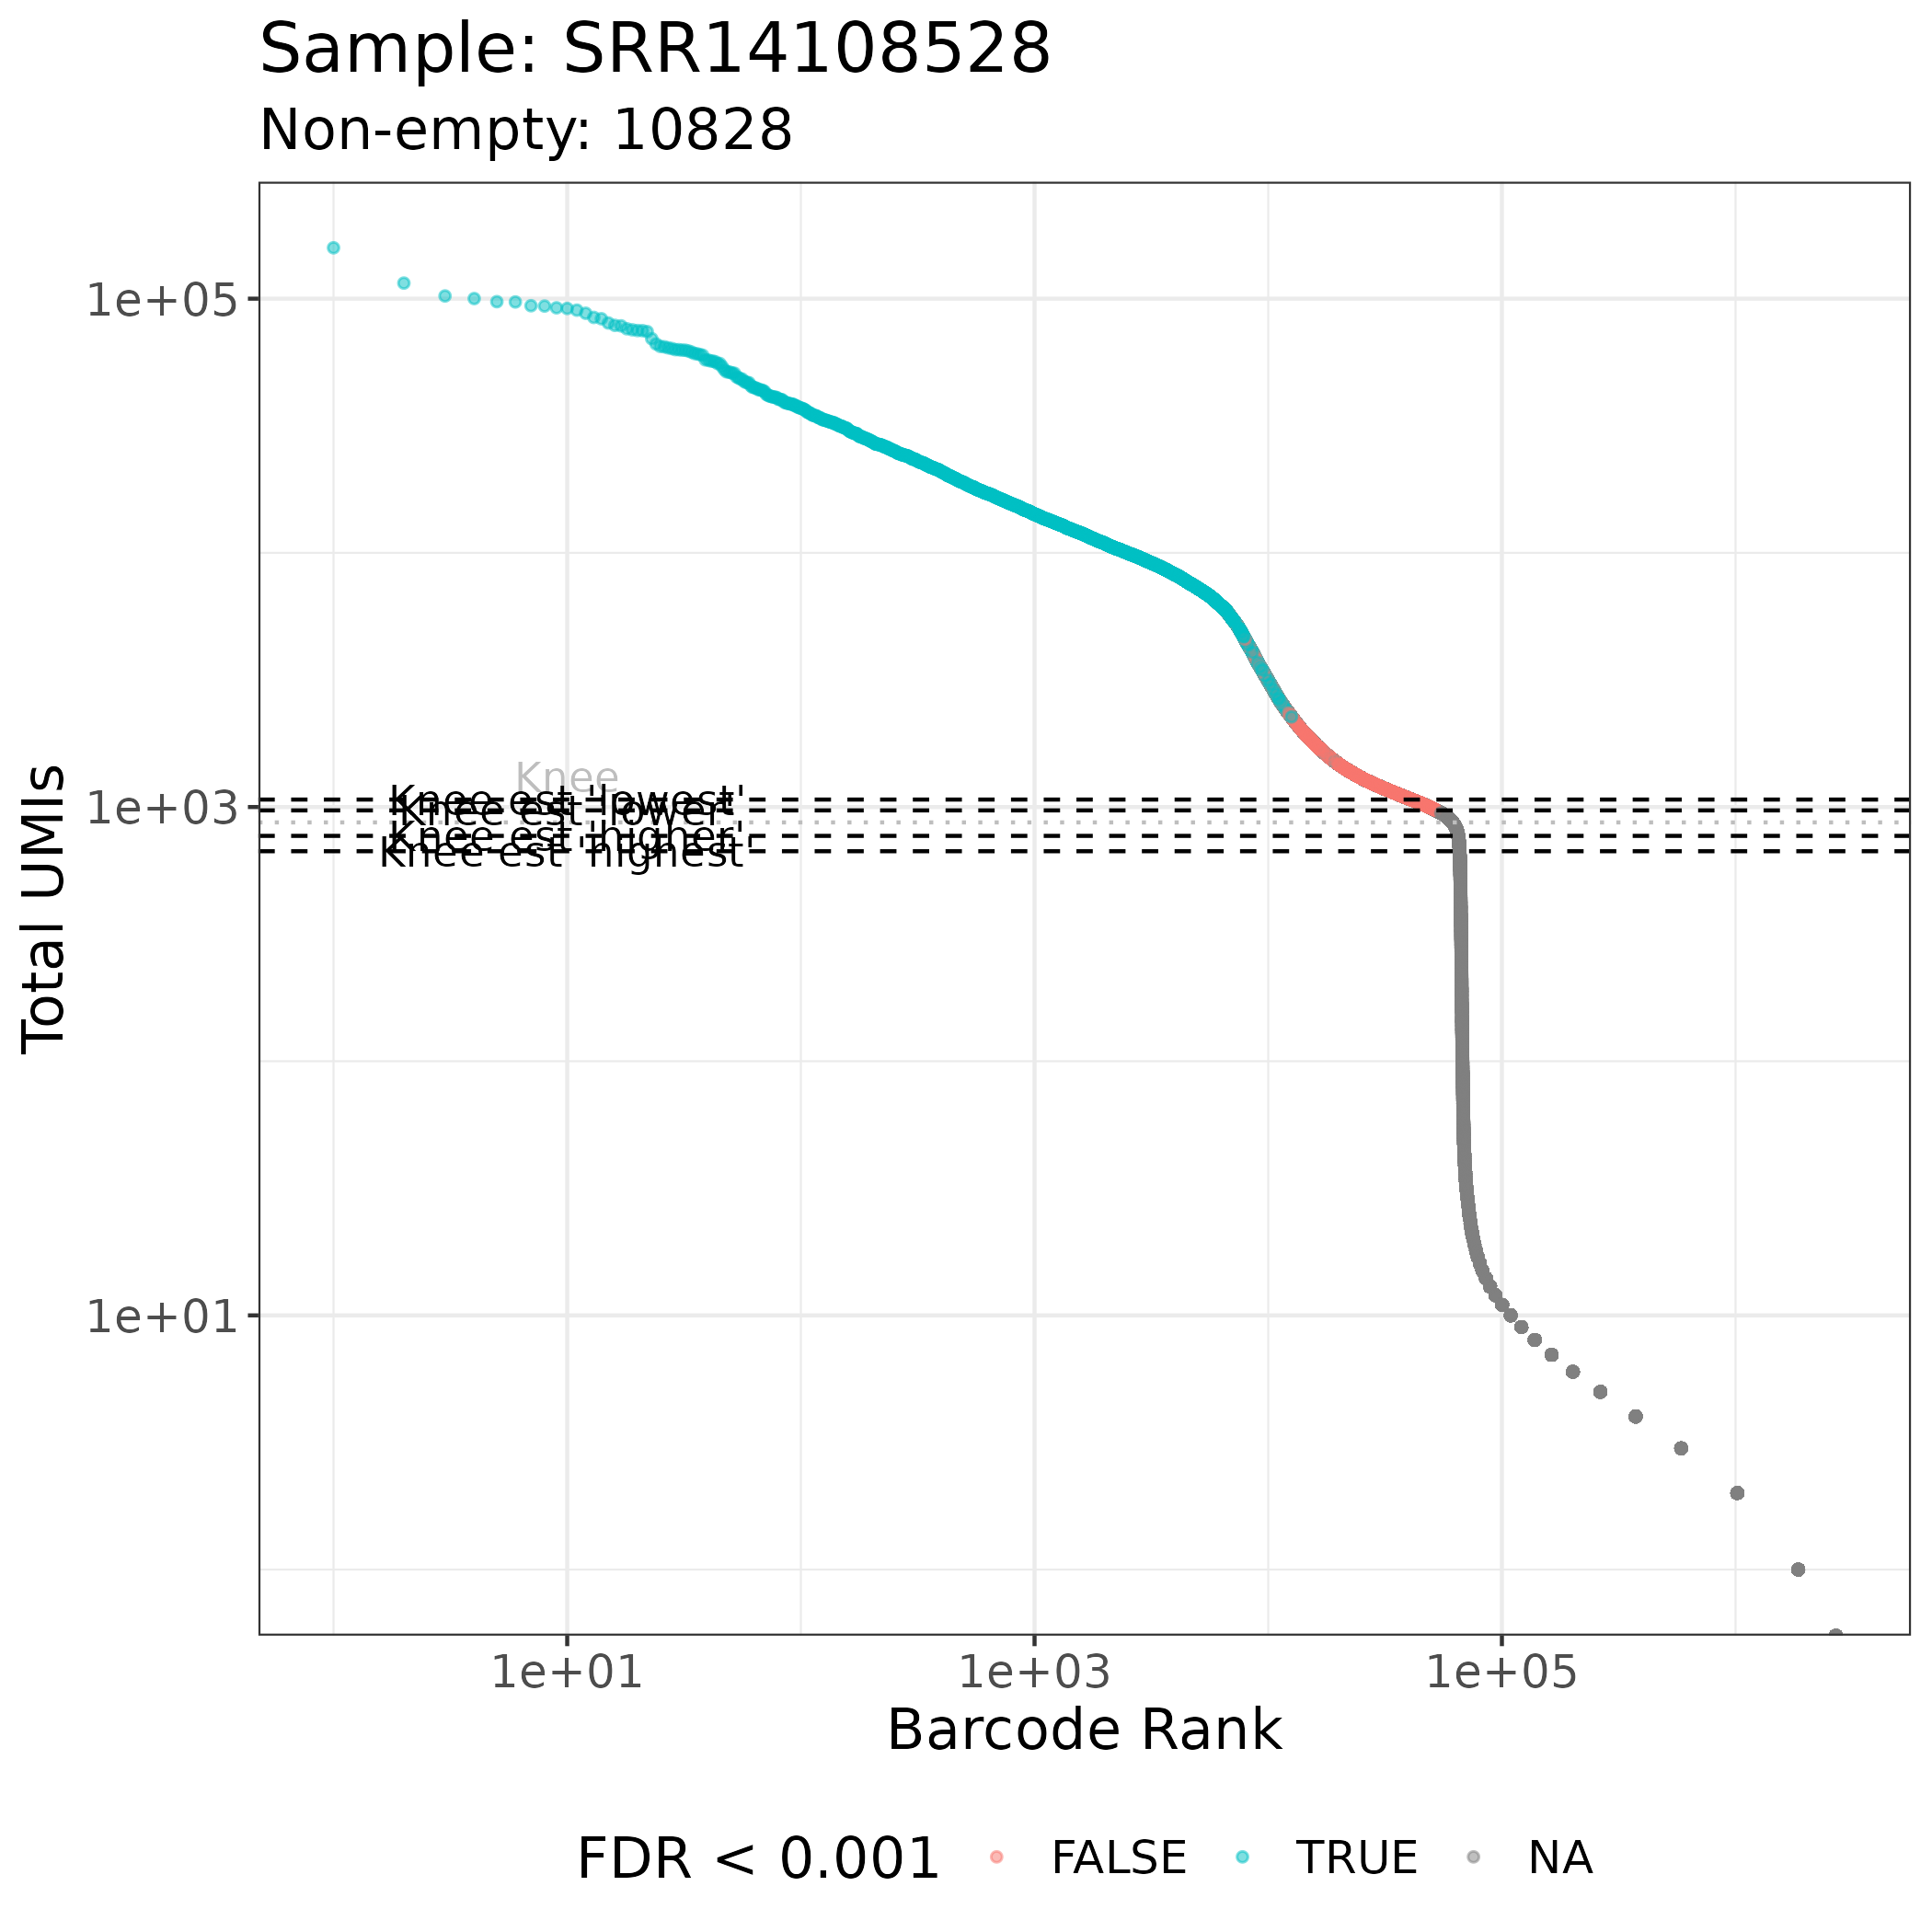 Sample: SRR14108528
Non-empty: 10828
1e+05
1e+03
1e+01
Total UMIs
Knee
Knee est 'lowest'
Knee est 'lower'
Knee est 'higher'
Knee est 'highest'
1e+01
1e+03
1e+05
Barcode Rank
FDR < 0.001
FALSE
TRUE
NA